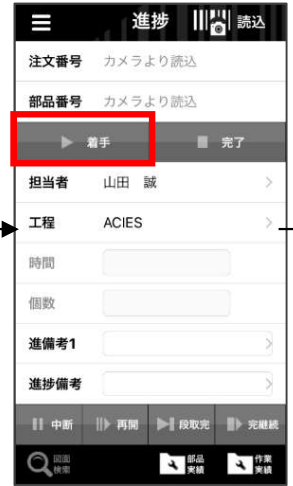 進捗 読込
注文番号 カメラより読込
部品番号 カメラより読込
着手 完了
担当者 山田 誠
工程 ACIES
時間
個数
進備考1
進捗備考
中断 再開 段取完 完継続
図面
検索
部品
実績
作業
実績